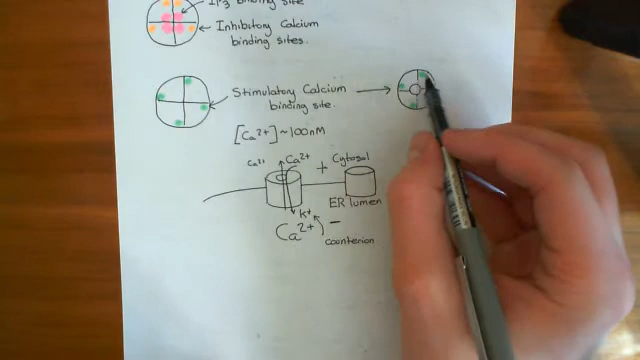 IP3 binding site
Inhibitory Calcium
binding sites.
Stimulatory Calcium
binding site.
[Ca²⁺] ~100nM
Ca²⁺
Ca²⁺
+
Cytosol
ER lumen
K⁺
Ca²⁺
−
counterion